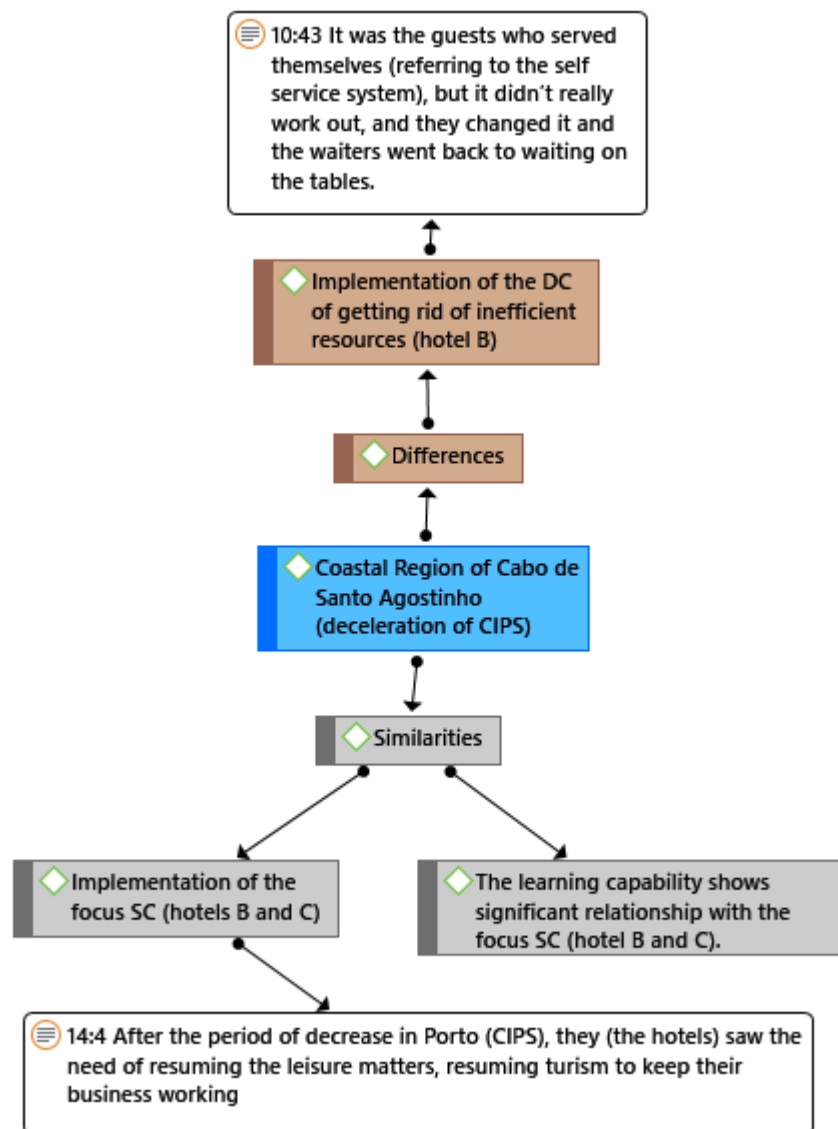 10:43 It was the guests who served
themselves (referring to the self
service system), but it didn't really
work out, and they changed it and
the waiters went back to waiting on
the tables.
Implementation of the DC
of getting rid of inefficient
resources (hotel B)
Differences
Coastal Region of Cabo de
Santo Agostinho
(deceleration of CIPS)
Similarities
Implementation of the
focus SC (hotels B and C)
The learning capability shows
significant relationship with the
focus SC (hotel B and C).
14:4 After the period of decrease in Porto (CIPS), they (the hotels) saw the
need of resuming the leisure matters, resuming turism to keep their
business working